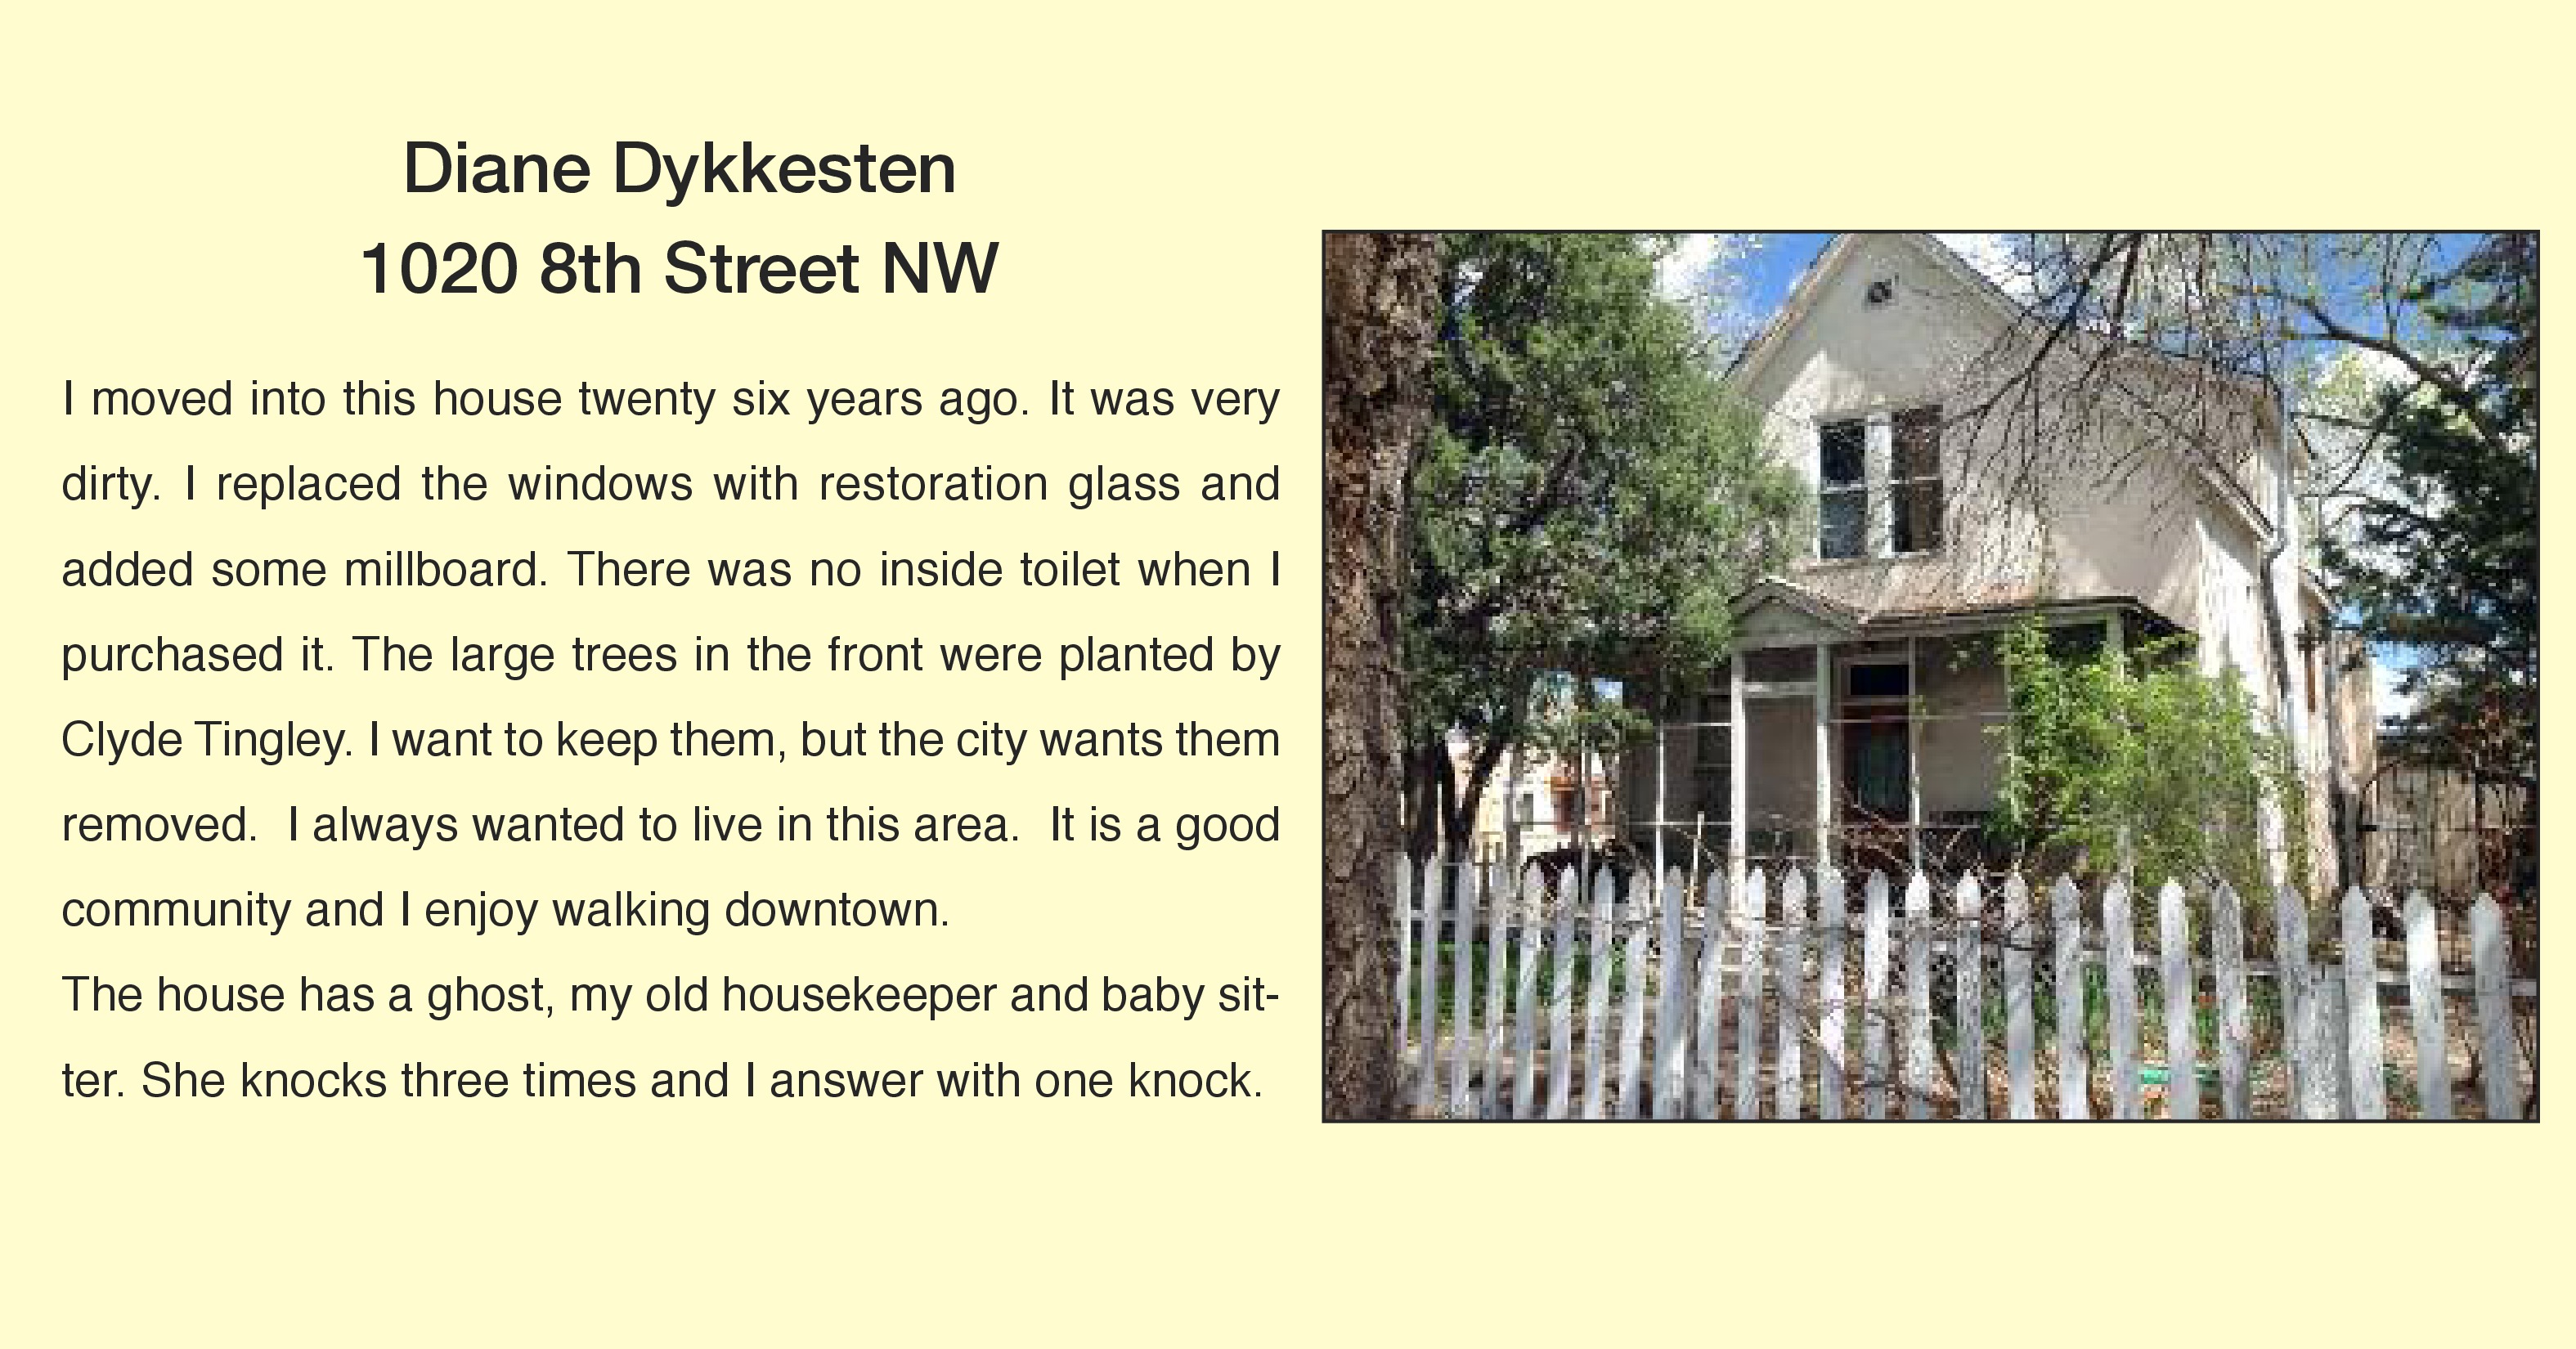 Diane Dykkesten
1020 8th Street NW
I moved into this house twenty six years ago. It was very
dirty. I replaced the windows with restoration glass and
added some millboard. There was no inside toilet when I
purchased it. The large trees in the front were planted by
Clyde Tingley. I want to keep them, but the city wants them
removed.  I always wanted to live in this area.  It is a good
community and I enjoy walking downtown.
The house has a ghost, my old housekeeper and baby sit-
ter. She knocks three times and I answer with one knock.